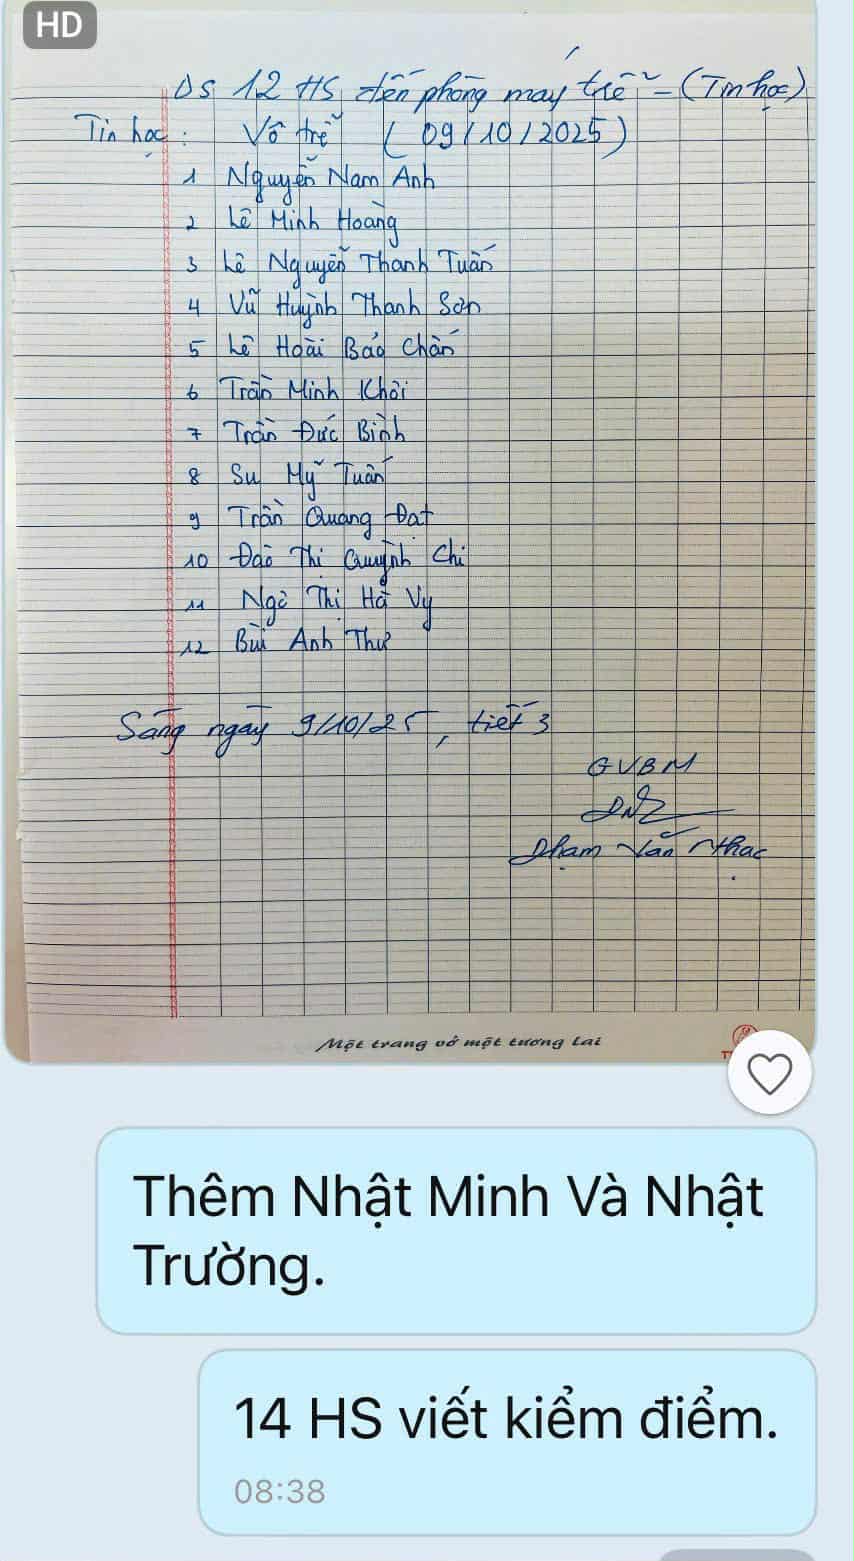 HD
DS 12 HS đến phòng máy trễ - (Tin học)
Tin học: Vô trễ (09/10/2025)
1 Nguyễn Nam Anh
2 Lê Minh Hoàng
3 Lê Nguyễn Thanh Tuấn
4 Vũ Huỳnh Thanh Sơn
5 Lê Hoài Bảo Chấn
6 Trần Minh Khôi
7 Trần Đức Bình
8 Su Mỹ Tuấn
9 Trần Quang Đạt
10 Đào Thị Quỳnh Chi
11 Ngô Thị Hà Vy
12 Bùi Anh Thư
Sáng ngày 9/10/25, tiết 3
GVBM
Phạm Văn Nhạc
Một trang vở một tương lai
Thêm Nhật Minh Và Nhật
Trường.
14 HS viết kiểm điểm.
08:38